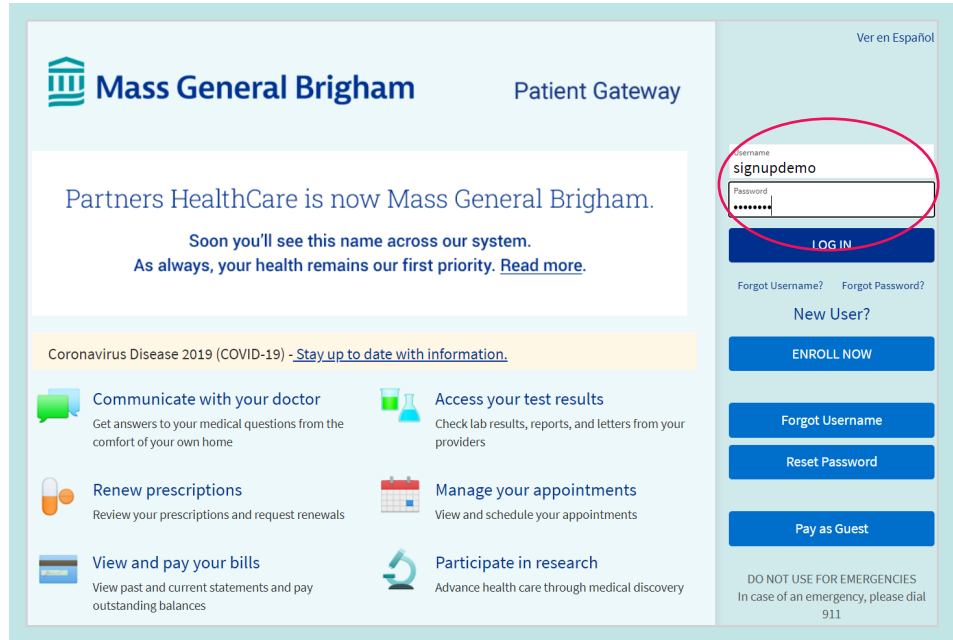 Ver en Español
Mass General Brigham
Patient Gateway
Username
signupdemo
Password
••••••••
LOG IN
Forgot Username?
Forgot Password?
New User?
ENROLL NOW
Forgot Username
Reset Password
Pay as Guest
DO NOT USE FOR EMERGENCIES
In case of an emergency, please dial
911
Partners HealthCare is now Mass General Brigham.
Soon you'll see this name across our system.
As always, your health remains our first priority. Read more.
Coronavirus Disease 2019 (COVID-19) - Stay up to date with information.
Communicate with your doctor
Get answers to your medical questions from the
comfort of your own home
Access your test results
Check lab results, reports, and letters from your
providers
Renew prescriptions
Review your prescriptions and request renewals
Manage your appointments
View and schedule your appointments
View and pay your bills
View past and current statements and pay
outstanding balances
Participate in research
Advance health care through medical discovery